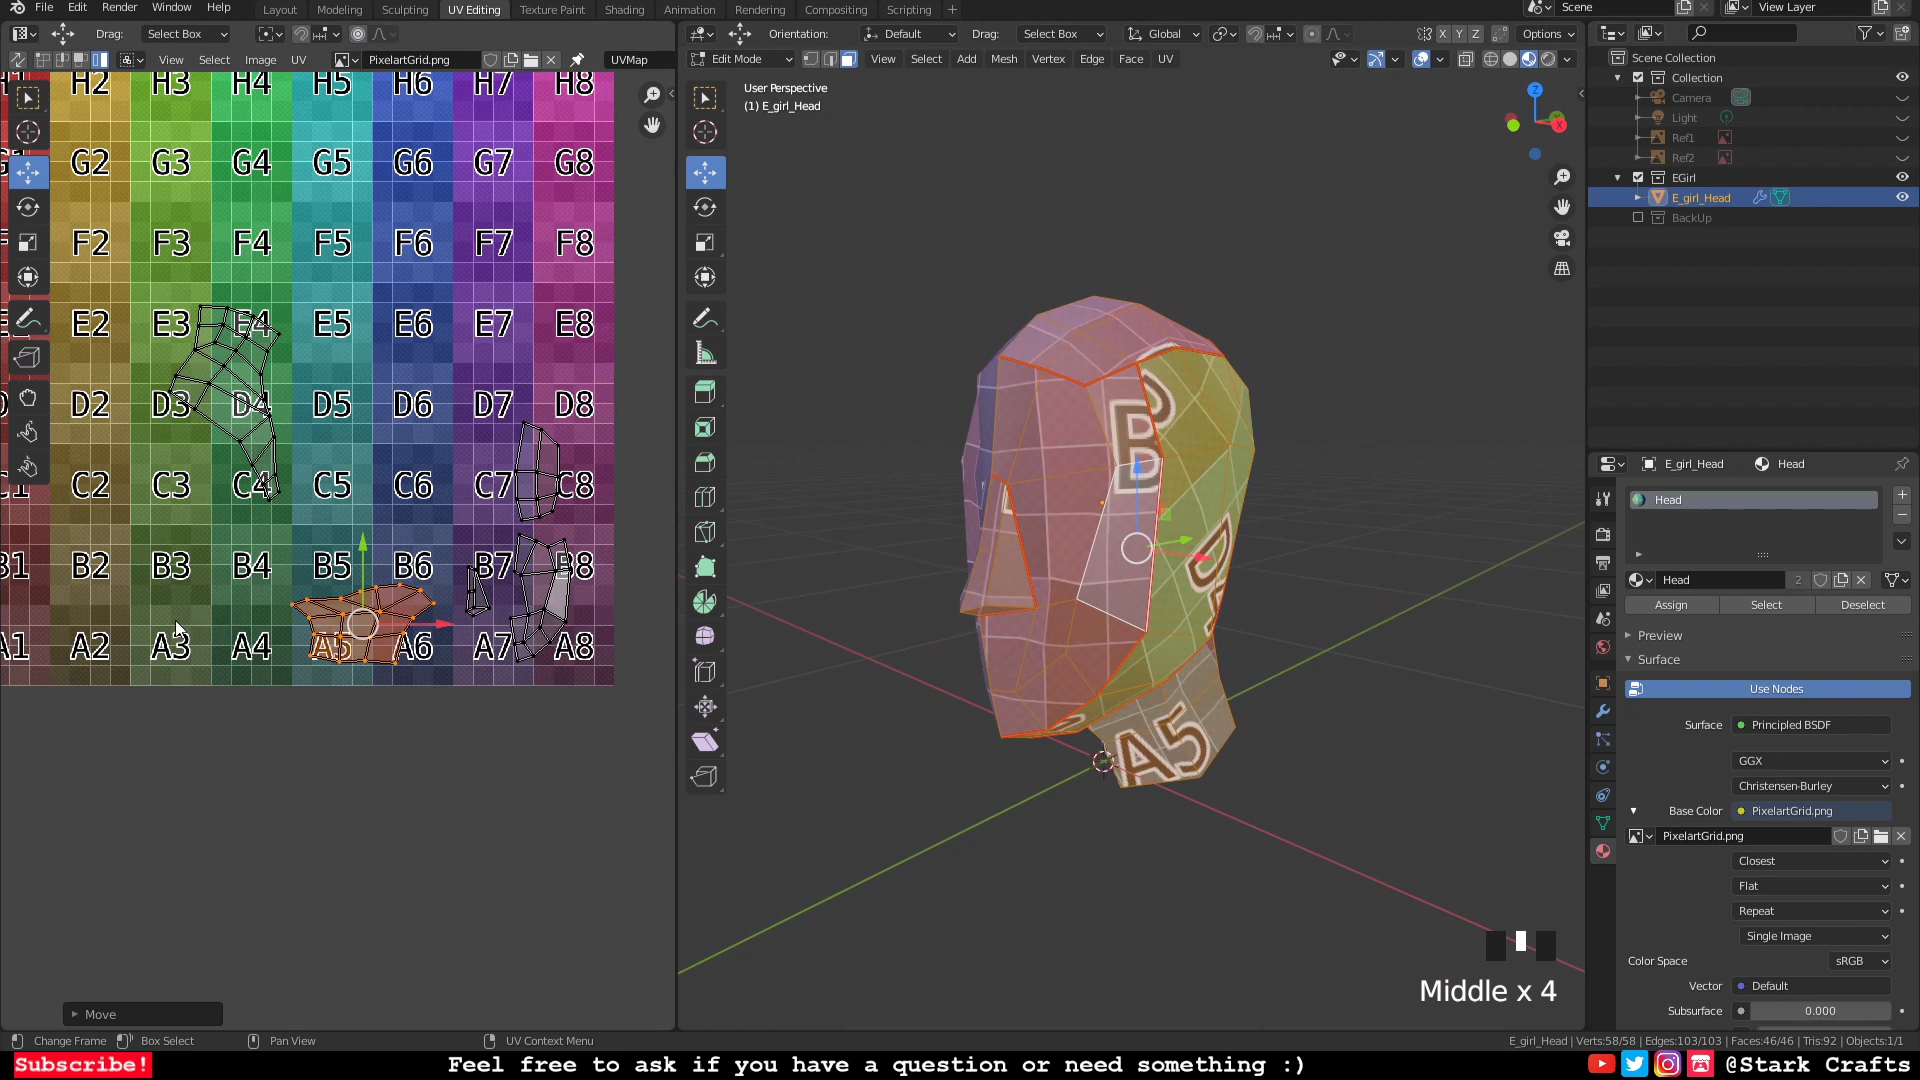 File Edit Render Window Help
Layout Modeling Sculpting UV Editing Texture Paint Shading Animation Rendering Compositing Scripting
Scene View Layer
Drag: Select Box
Orientation: Default Drag: Select Box Global X Y Z Options
View Select Image UV PixelartGrid.png UVMap
Edit Mode View Select Add Mesh Vertex Edge Face UV
User Perspective
(1) E_girl_Head
Z
X
Scene Collection
Collection
Camera
Light
Ref1
Ref2
EGirl
E_girl_Head
BackUp
H2 H3 H4 H5 H6 H7 H8
G2 G3 G4 G5 G6 G7 G8
F2 F3 F4 F5 F6 F7 F8
E2 E3 E4 E5 E6 E7 E8
D2 D3 D4 D5 D6 D7 D8
C2 C3 C4 C5 C6 C7 C8
B1 B2 B3 B4 B5 B6 B7 B8
A1 A2 A3 A4 A5 A6 A7 A8
B
A5
E_girl_Head Head
Head
Head 2
Assign Select Deselect
Preview
Surface
Use Nodes
Surface Principled BSDF
GGX
Christensen-Burley
Base Color PixelartGrid.png
PixelartGrid.png
Closest
Flat
Repeat
Single Image
Color Space sRGB
Vector Default
Subsurface 0.000
Middle x 4
Move
Change Frame Box Select Pan View UV Context Menu
E_girl_Head | Verts:58/58 | Edges:103/103 | Faces:46/46 | Tris:92 | Objects:1/1
Subscribe! Feel free to ask if you have a question or need something :) @Stark Crafts